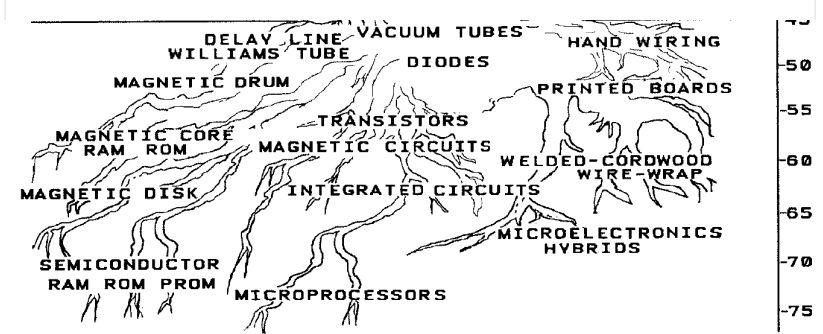 VACUUM TUBES
DELAY LINE
WILLIAMS TUBE
HAND WIRING
DIODES
-50
MAGNETIC DRUM
PRINTED BOARDS
-55
TRANSISTORS
MAGNETIC CORE
RAM ROM
MAGNETIC CIRCUITS
WELDED-CORDWOOD
WIRE-WRAP
-60
MAGNETIC DISK
INTEGRATED CIRCUITS
-65
MICROELECTRONICS
HYBRIDS
SEMICONDUCTOR
RAM ROM PROM
-70
MICROPROCESSORS
-75